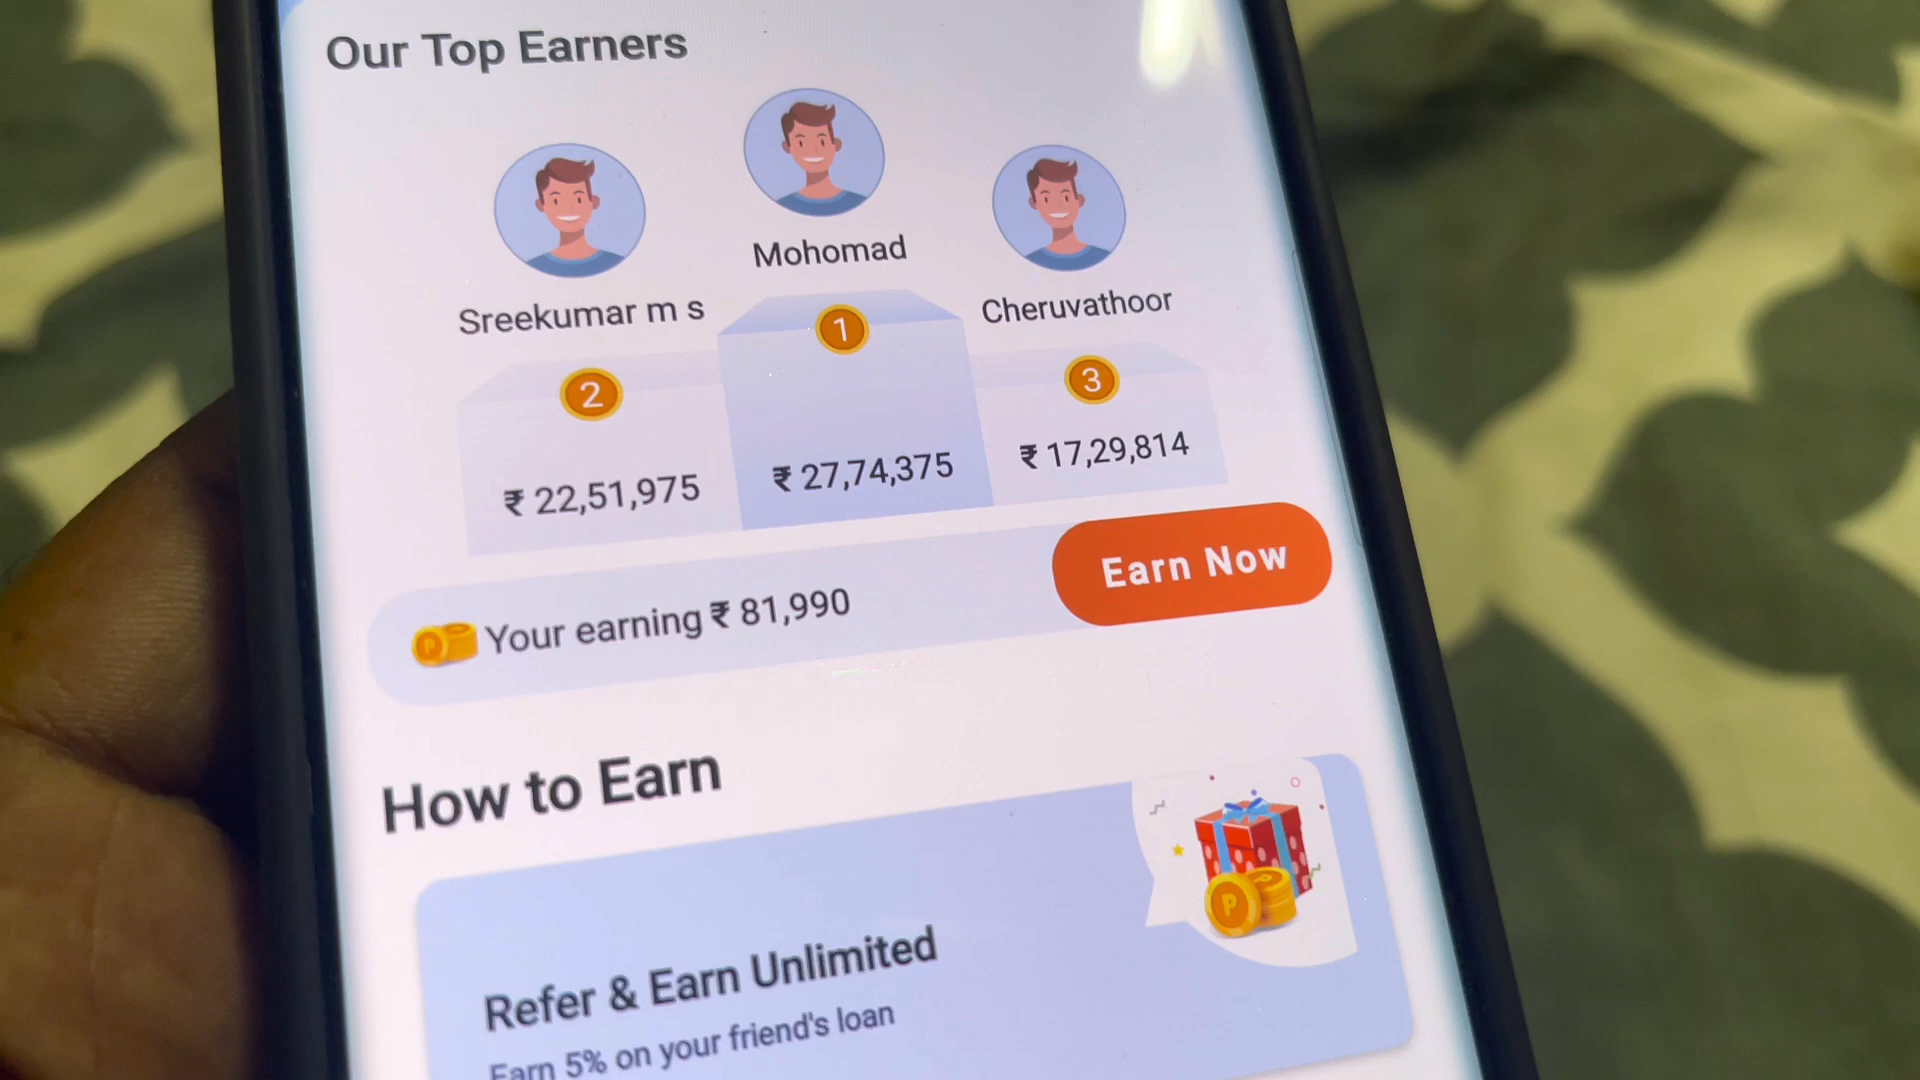 Our Top Earners
Mohomad
Sreekumar m s
Cheruvathoor
1
2
3
₹ 22,51,975
₹ 27,74,375
₹ 17,29,814
Your earning ₹ 81,990
Earn Now
How to Earn
P
Refer & Earn Unlimited
Earn 5% on your friend's loan